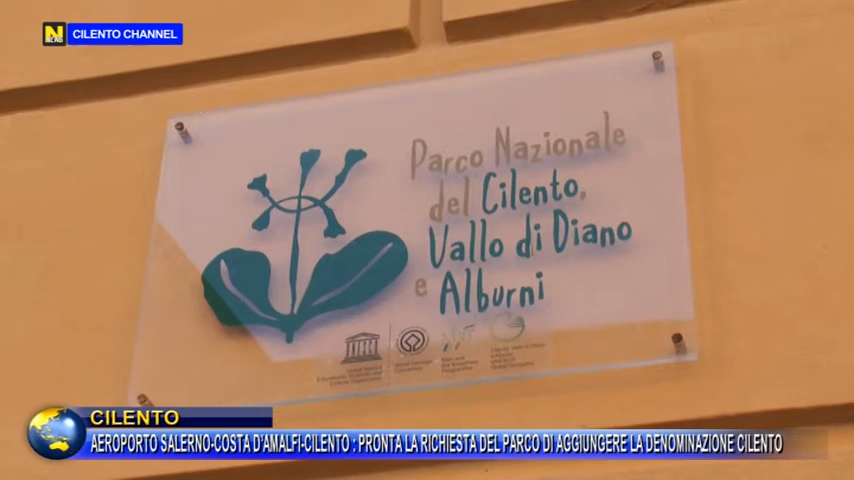 CILENTO CHANNEL
Parco Nazionale
del Cilento,
Vallo di Diano
e Alburni
CILENTO
AEROPORTO SALERNO-COSTA D'AMALFI-CILENTO : PRONTA LA RICHIESTA DEL PARCO DI AGGIUNGERE LA DENOMINAZIONE CILENTO